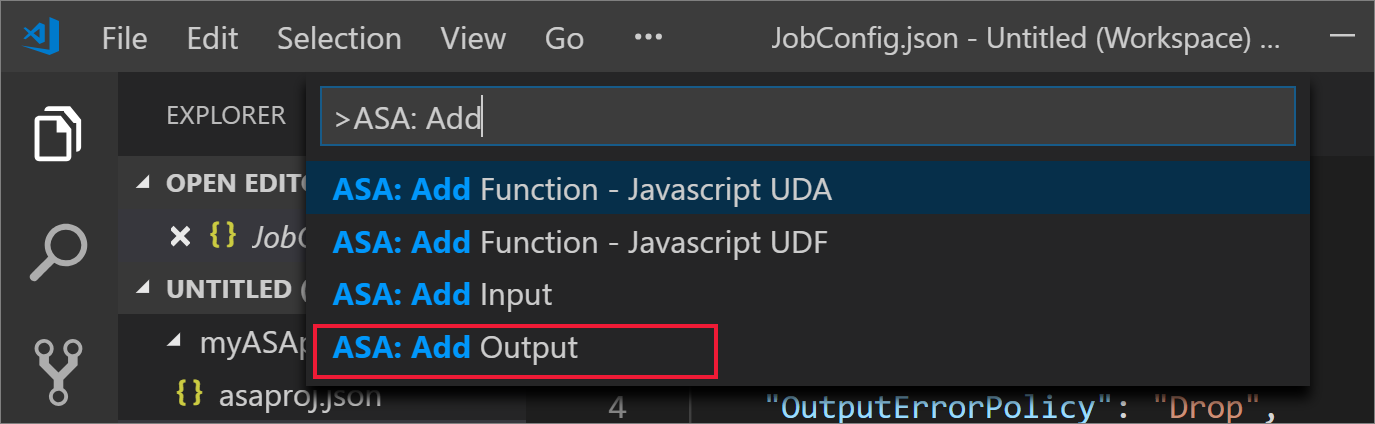 File Edit Selection View Go ••• JobConfig.json - Untitled (Workspace) ...
EXPLORER
>ASA: Add
OPEN EDITO
ASA: Add Function - Javascript UDA
{} JobC
ASA: Add Function - Javascript UDF
UNTITLED (
ASA: Add Input
myASAp
ASA: Add Output
{} asaproj.json
4 "OutputErrorPolicy": "Drop",